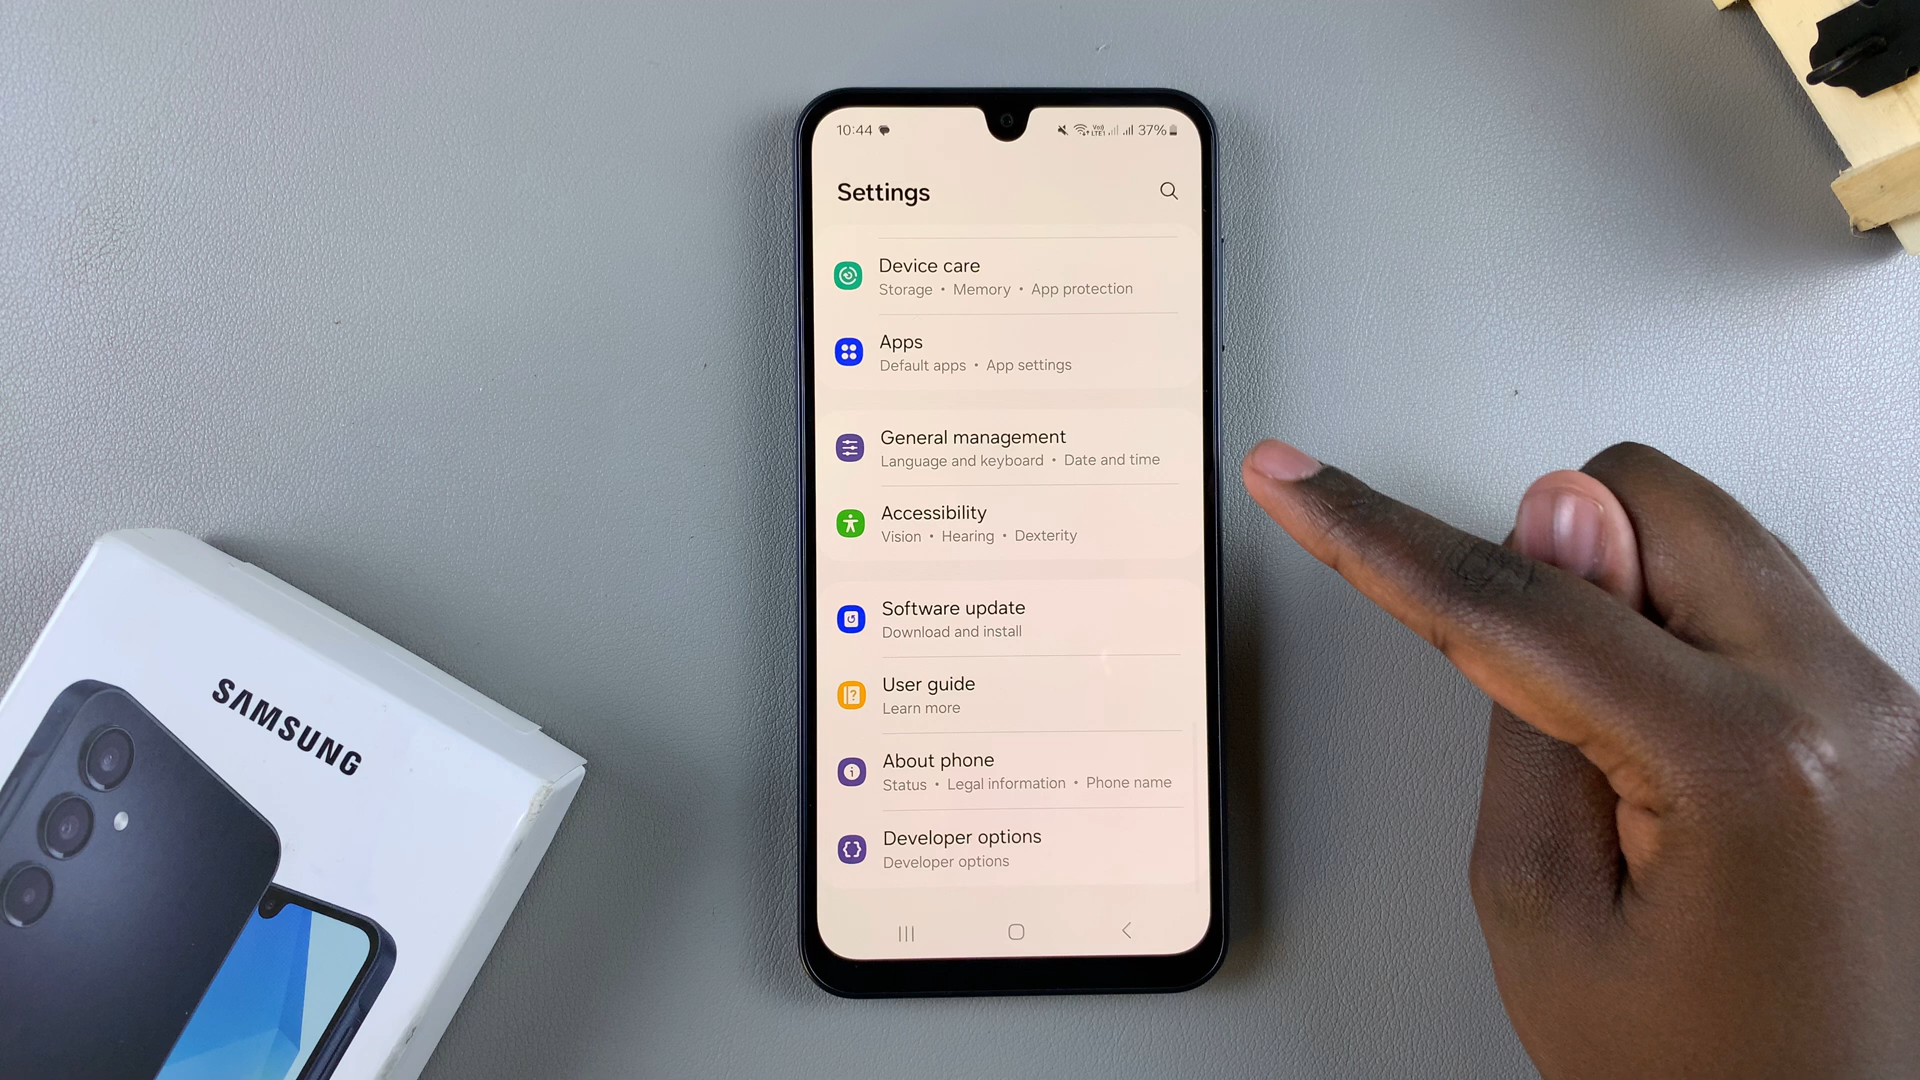 10:44
Vo)) LTE1 37%
Settings
Device care
Storage • Memory • App protection
Apps
Default apps • App settings
General management
Language and keyboard • Date and time
Accessibility
Vision • Hearing • Dexterity
Software update
Download and install
User guide
Learn more
About phone
Status • Legal information • Phone name
Developer options
Developer options
SAMSUNG